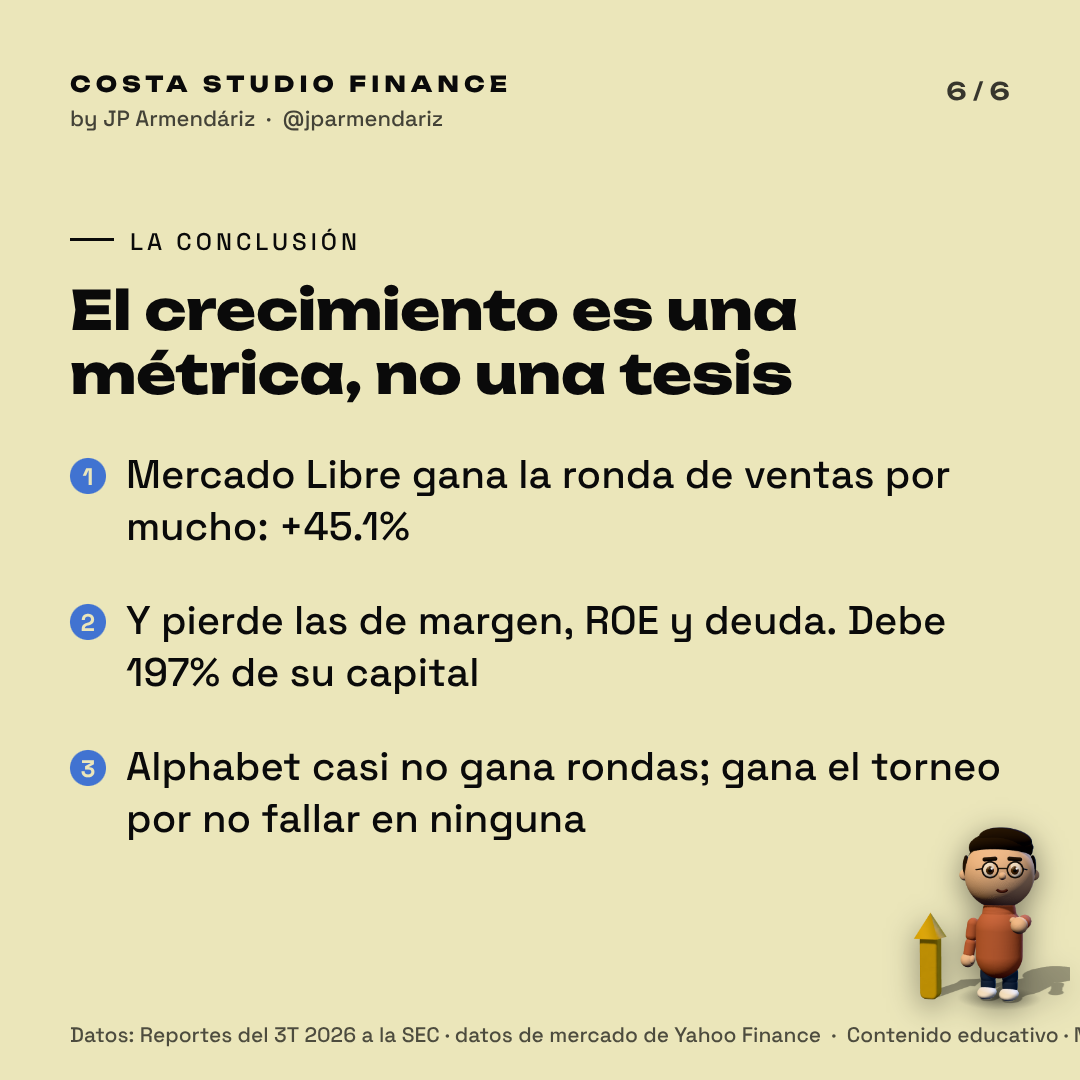 COSTA STUDIO FINANCE
by JP Armendáriz · @jparmendariz
6/6
LA CONCLUSIÓN
El crecimiento es una
métrica, no una tesis
1 Mercado Libre gana la ronda de ventas por
mucho: +45.1%
2 Y pierde las de margen, ROE y deuda. Debe
197% de su capital
3 Alphabet casi no gana rondas; gana el torneo
por no fallar en ninguna
Datos: Reportes del 3T 2026 a la SEC · datos de mercado de Yahoo Finance · Contenido educativo ·